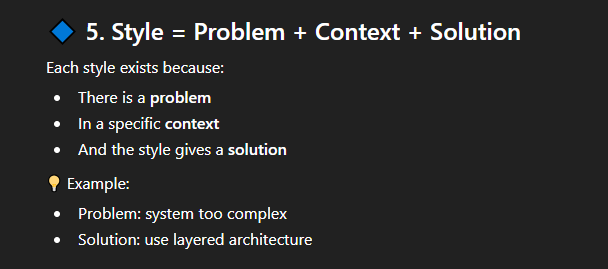 🔷 5. Style = Problem + Context + Solution
Each style exists because:
• There is a problem
• In a specific context
• And the style gives a solution
💡 Example:
• Problem: system too complex
• Solution: use layered architecture